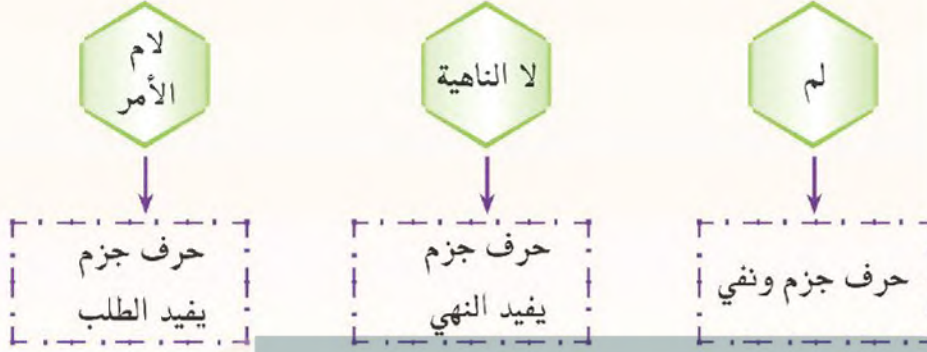 لم
لا الناهية
لام
الأمر
حرف جزم ونفي
حرف جزم
يفيد النهي
حرف جزم
يفيد الطلب